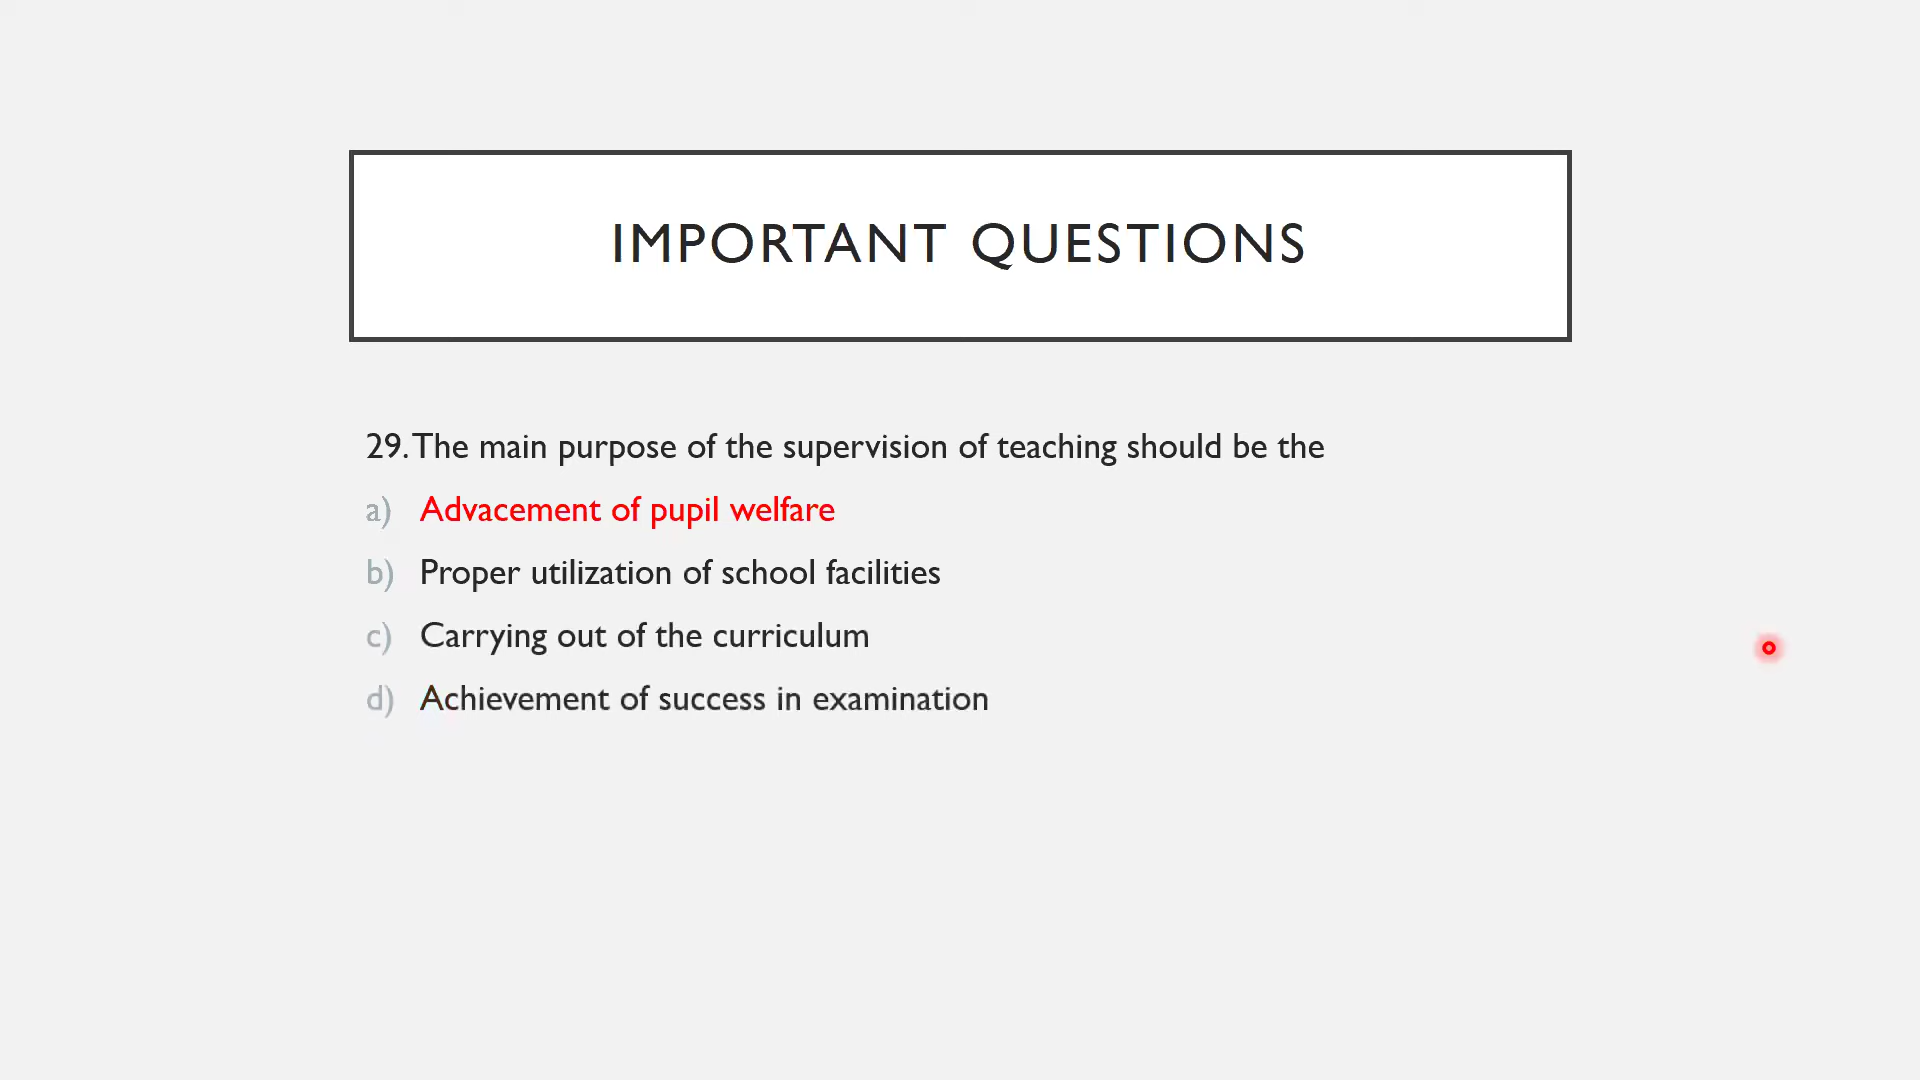 IMPORTANT QUESTIONS
29. The main purpose of the supervision of teaching should be the
a) Advacement of pupil welfare
b) Proper utilization of school facilities
c) Carrying out of the curriculum
d) Achievement of success in examination